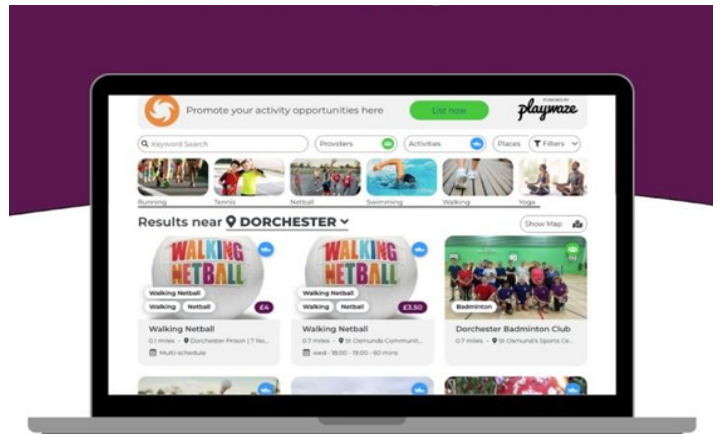 Promote your activity opportunities here
List now
POWERED BY
playwaze
Keyword Search
Providers
Activities
Places
Filters
Running
Tennis
Netball
Swimming
Walking
Yoga
Results near DORCHESTER
Show Map
WALKING
NETBALL
Walking Netball
Walking
Netball
£4
Walking Netball
0.1 miles - Dorchester Prison | 7 No...
Multi-schedule
WALKING
NETBALL
Walking Netball
Walking
Netball
£3.50
Walking Netball
0.7 miles - St Osmunds Communit...
wed - 18:00 - 19:00 - 60 mins
Badminton
Dorchester Badminton Club
0.7 miles - St Osmund's Sports Ce...